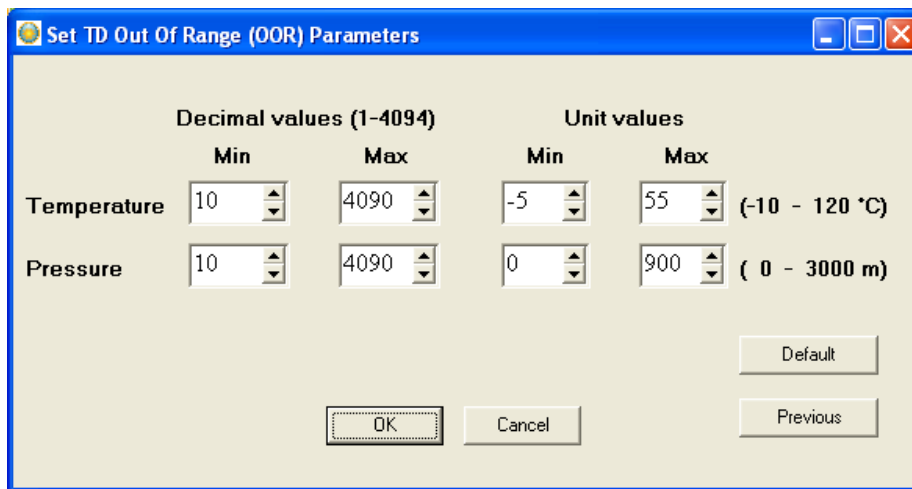 Set TD Out Of Range (OOR) Parameters
Decimal values (1-4094) Unit values
Min Max Min Max
Temperature 10 4090 -5 55 (-10 - 120 °C)
Pressure 10 4090 0 900 ( 0 - 3000 m)
Default
OK Cancel Previous